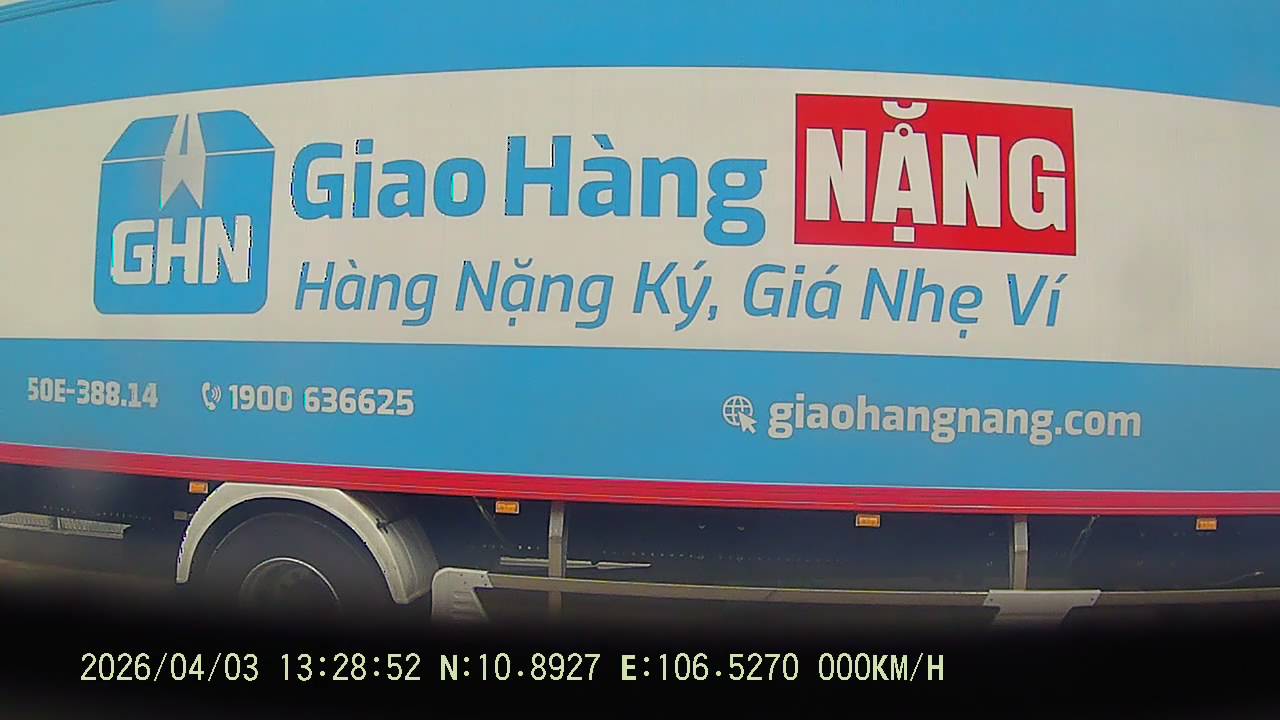 GHN
Giao Hàng NẶNG
Hàng Nặng Ký, Giá Nhẹ Ví
50E-388.14
1900 636625
giaohangnang.com
2026/04/03 13:28:52 N:10.8927 E:106.5270 000KM/H